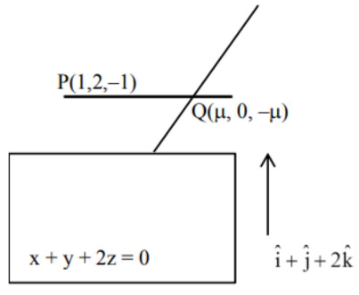 P(1,2,–1)
Q(μ, 0, –μ)
x + y + 2z = 0
î + ĵ + 2k̂